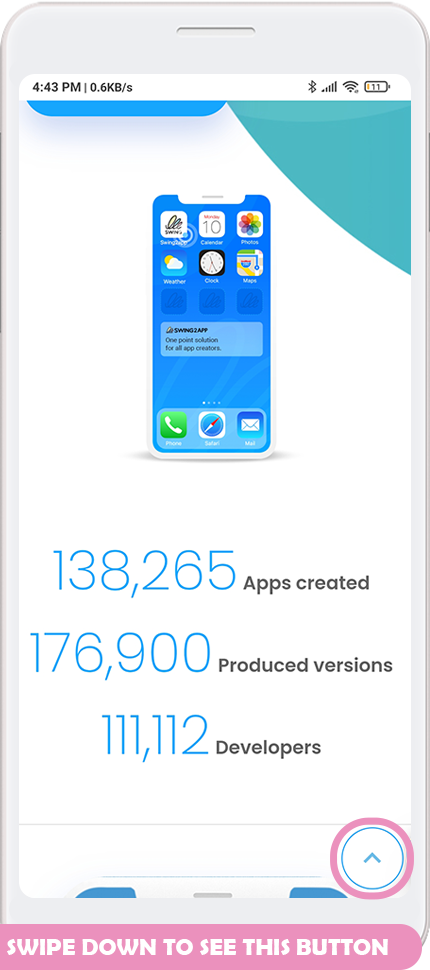 4:43 PM | 0.6KB/s
11
SWING
Monday
10
Swing2app
Calendar
Photos
Weather
Clock
Maps
SWING2APP
One point solution
for all app creators.
Phone
Safari
Mail
138,265 Apps created
176,900 Produced versions
111,112 Developers
SWIPE DOWN TO SEE THIS BUTTON